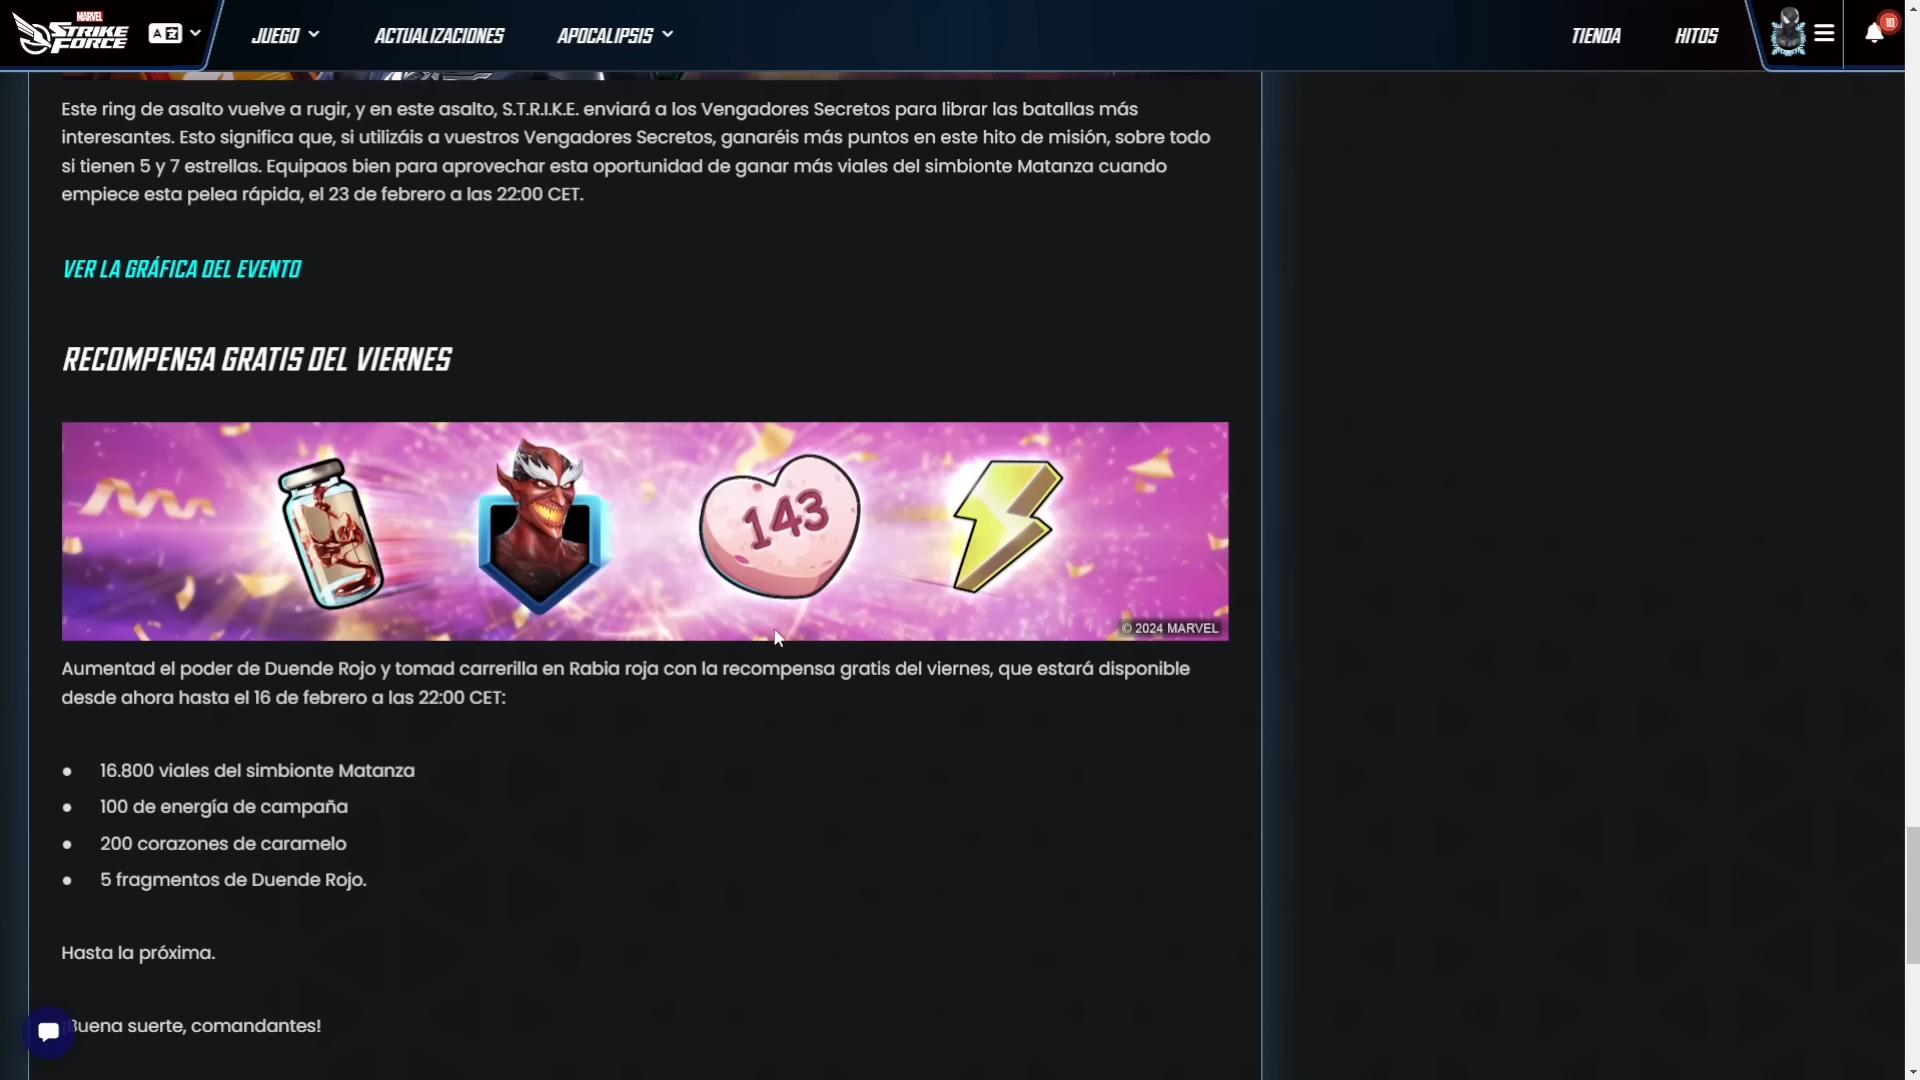 MARVEL
STRIKE
FORCE
JUEGO
ACTUALIZACIONES
APOCALIPSIS
TIENDA
HITOS
10
Este ring de asalto vuelve a rugir, y en este asalto, S.T.R.I.K.E. enviará a los Vengadores Secretos para librar las batallas más
interesantes. Esto significa que, si utilizáis a vuestros Vengadores Secretos, ganaréis más puntos en este hito de misión, sobre todo
si tienen 5 y 7 estrellas. Equipaos bien para aprovechar esta oportunidad de ganar más viales del simbionte Matanza cuando
empiece esta pelea rápida, el 23 de febrero a las 22:00 CET.
VER LA GRÁFICA DEL EVENTO
RECOMPENSA GRATIS DEL VIERNES
143
© 2024 MARVEL
Aumentad el poder de Duende Rojo y tomad carrerilla en Rabia roja con la recompensa gratis del viernes, que estará disponible
desde ahora hasta el 16 de febrero a las 22:00 CET:
● 16.800 viales del simbionte Matanza
● 100 de energía de campaña
● 200 corazones de caramelo
● 5 fragmentos de Duende Rojo.
Hasta la próxima.
¡Buena suerte, comandantes!